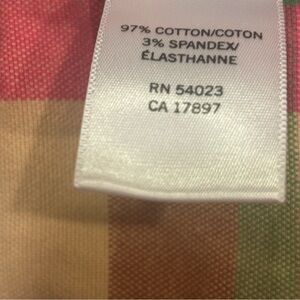 97% COTTON/COTON
3% SPANDEX/
ÉLASTHANNE
RN 54023
CA 17897